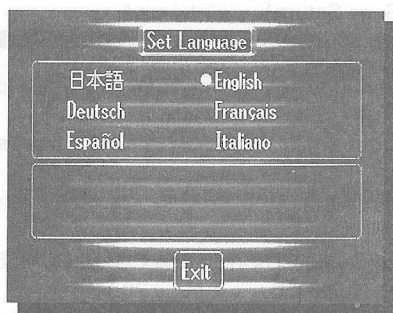 Set Language
日本語 English
Deutsch Français
Español Italiano
Exit